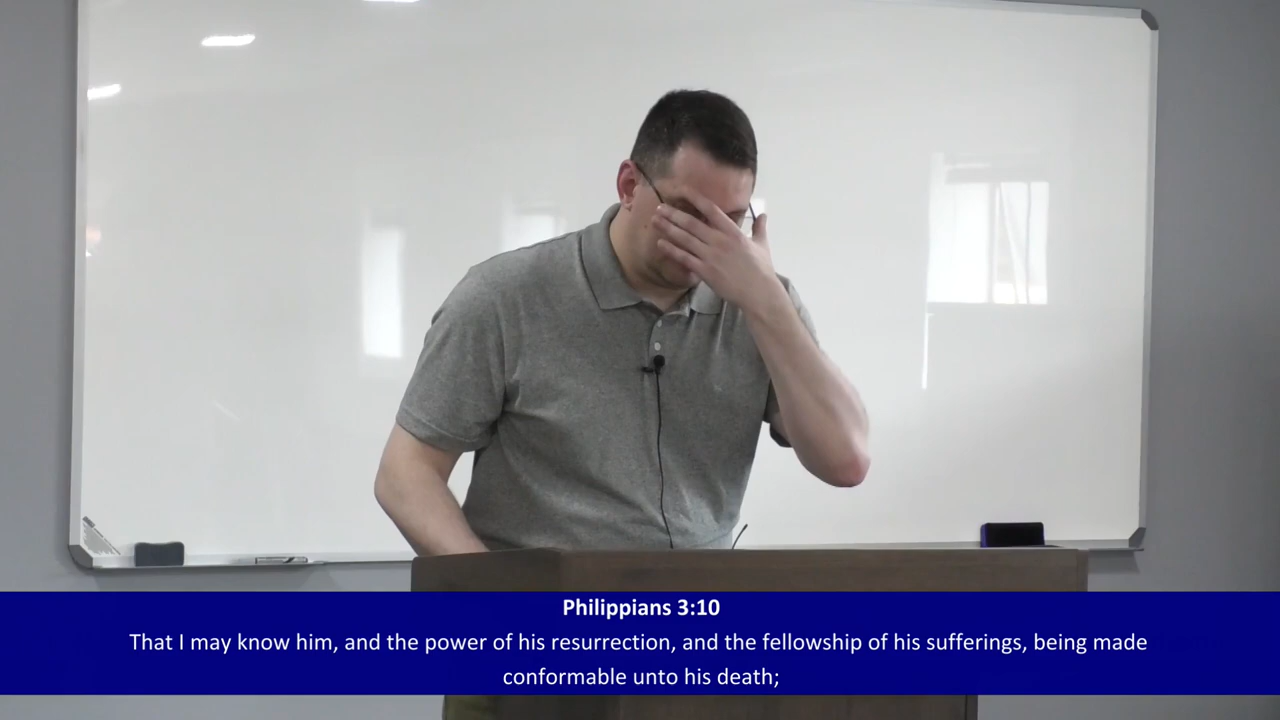 Philippians 3:10
That I may know him, and the power of his resurrection, and the fellowship of his sufferings, being made
conformable unto his death;